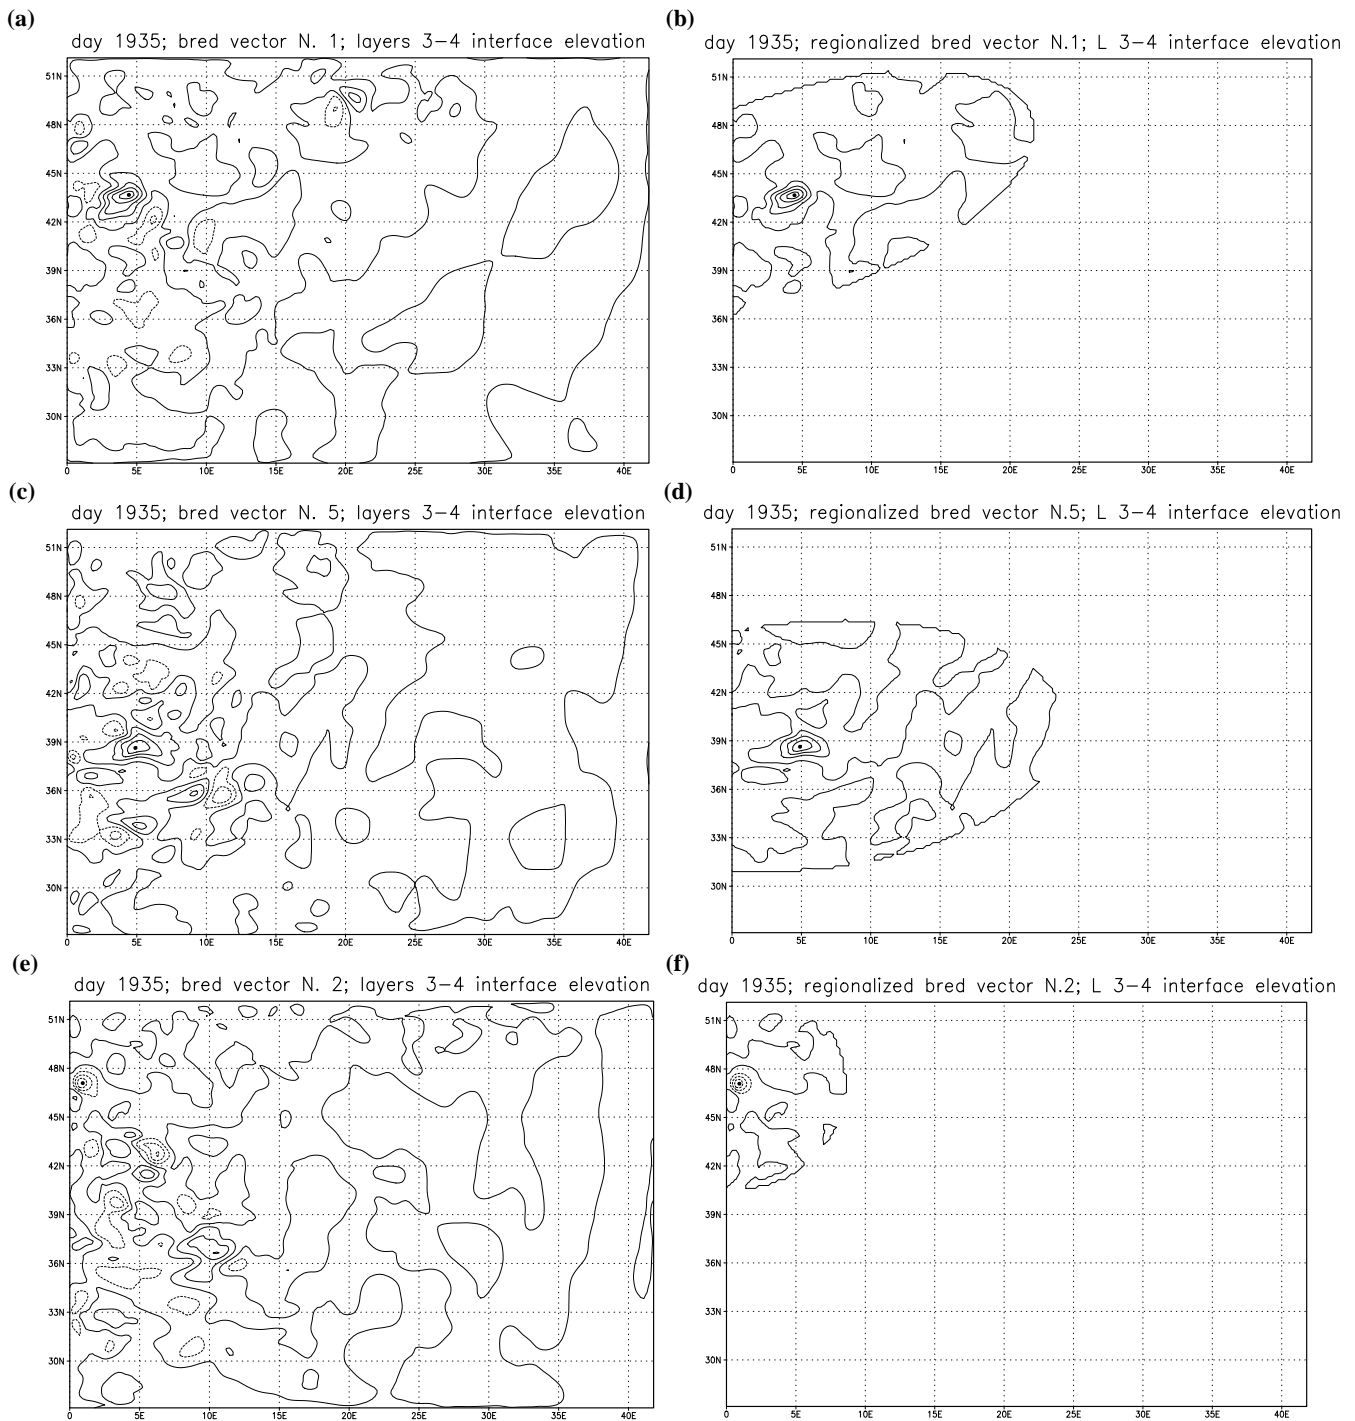 (a)
day 1935; bred vector N. 1; layers 3-4 interface elevation
51N
48N
45N
42N
39N
36N
33N
30N
0 5E 10E 15E 20E 25E 30E 35E 40E
(b)
day 1935; regionalized bred vector N.1; L 3-4 interface elevation
51N
48N
45N
42N
39N
36N
33N
30N
0 5E 10E 15E 20E 25E 30E 35E 40E
(c)
day 1935; bred vector N. 5; layers 3-4 interface elevation
51N
48N
45N
42N
39N
36N
33N
30N
0 5E 10E 15E 20E 25E 30E 35E 40E
(d)
day 1935; regionalized bred vector N.5; L 3-4 interface elevation
51N
48N
45N
42N
39N
36N
33N
30N
0 5E 10E 15E 20E 25E 30E 35E 40E
(e)
day 1935; bred vector N. 2; layers 3-4 interface elevation
51N
48N
45N
42N
39N
36N
33N
30N
0 5E 10E 15E 20E 25E 30E 35E 40E
(f)
day 1935; regionalized bred vector N.2; L 3-4 interface elevation
51N
48N
45N
42N
39N
36N
33N
30N
0 5E 10E 15E 20E 25E 30E 35E 40E